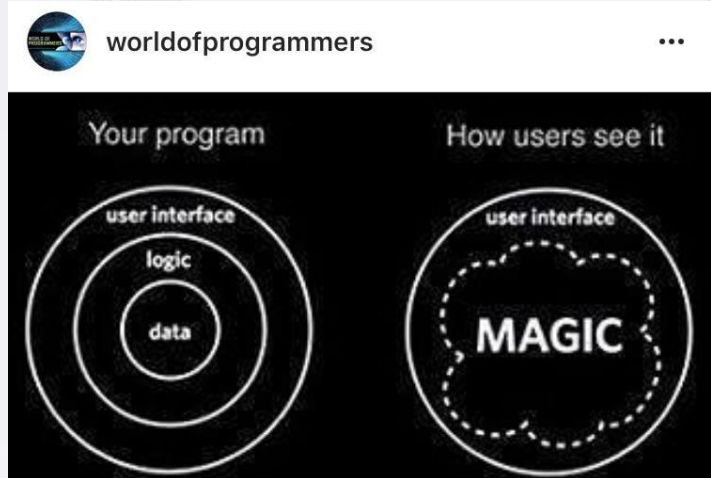 worldofprogrammers
Your program
user interface
logic
data
How users see it
user interface
MAGIC